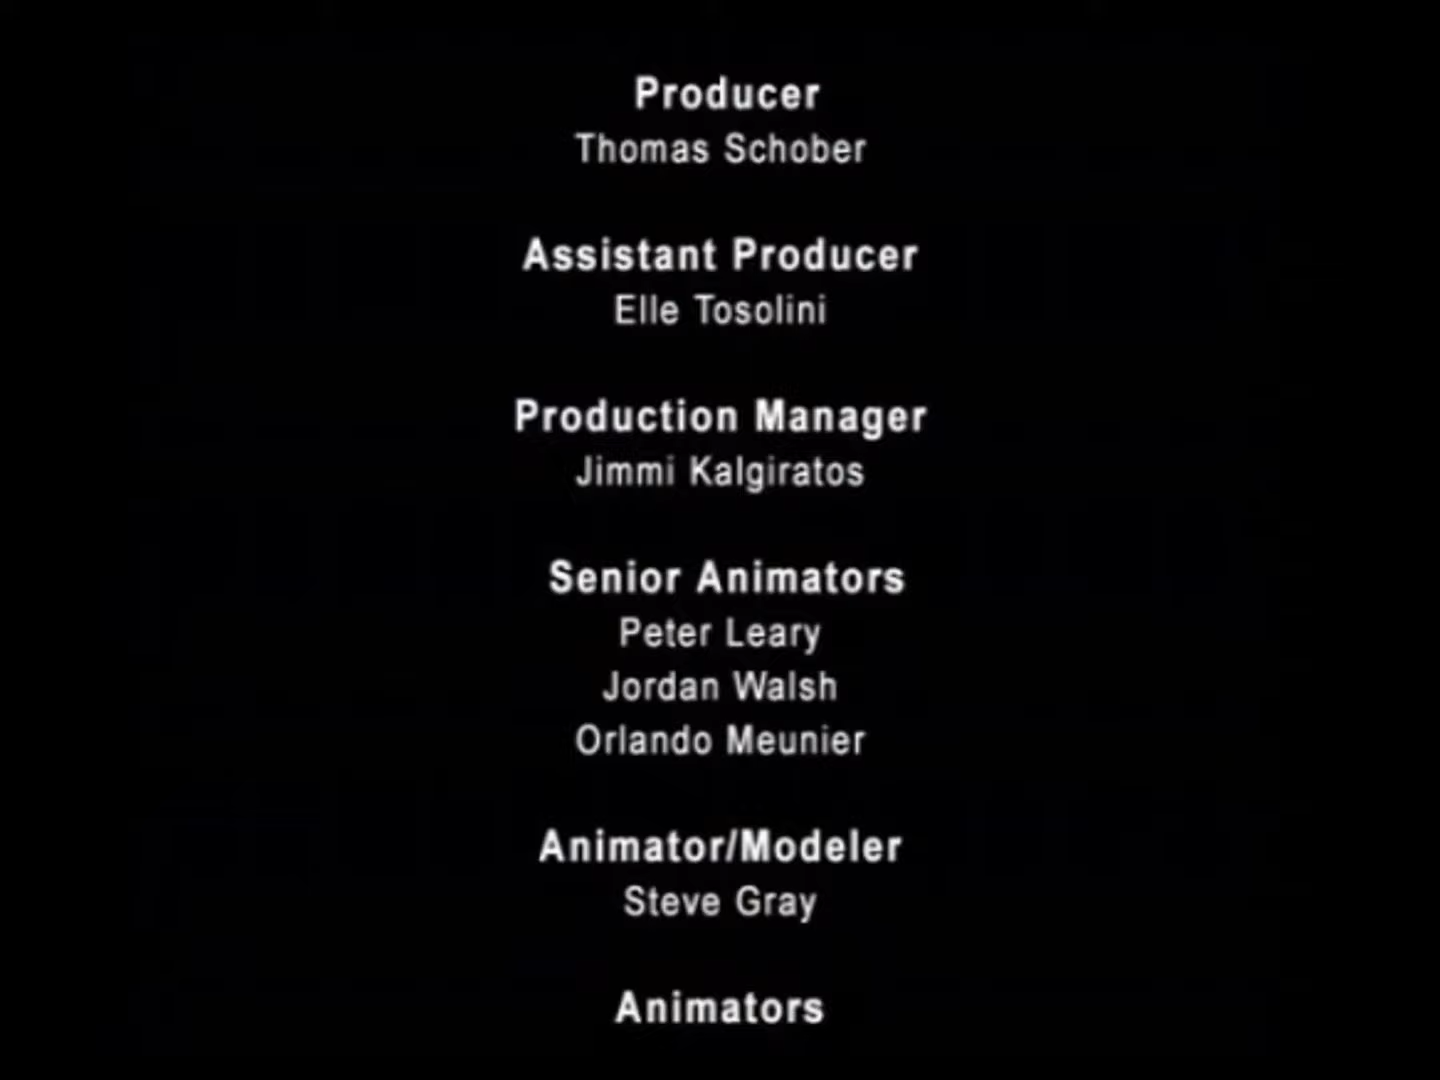 Producer
Thomas Schober
Assistant Producer
Elle Tosolini
Production Manager
Jimmi Kalgiratos
Senior Animators
Peter Leary
Jordan Walsh
Orlando Meunier
Animator/Modeler
Steve Gray
Animators